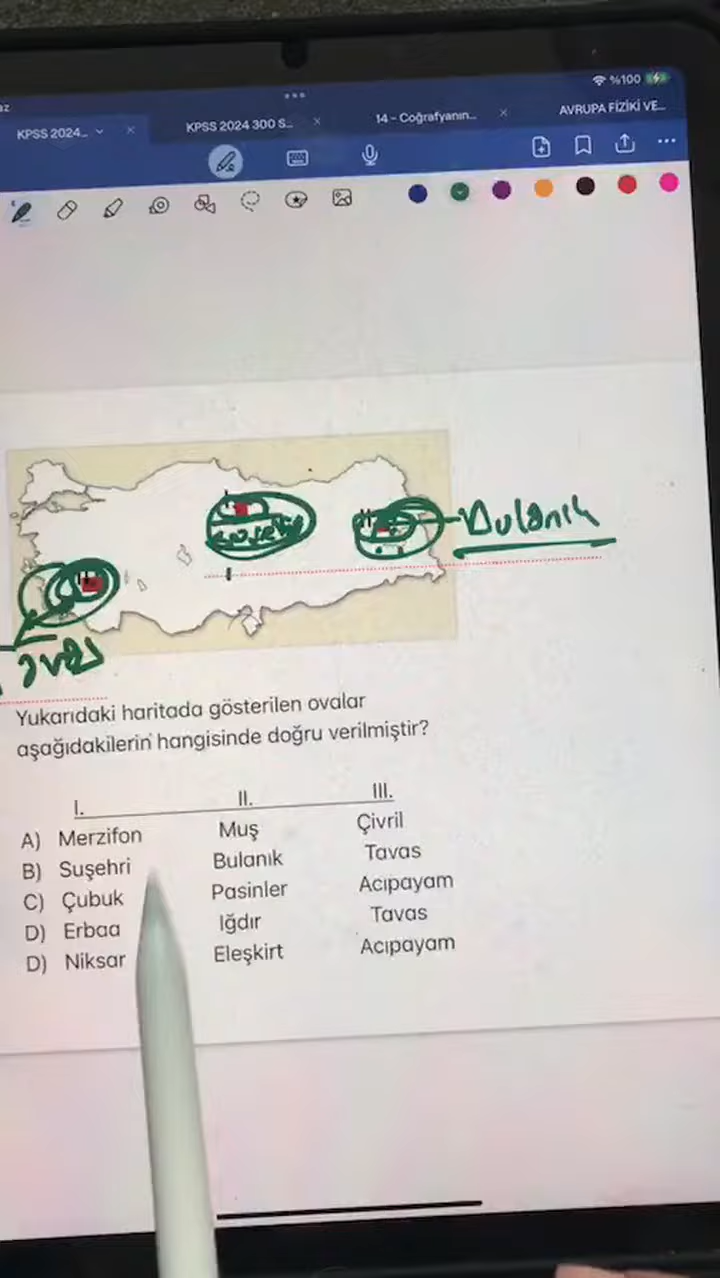 %100
az
KPSS 2024...
KPSS 2024 300 S...
14 - Coğrafyanın...
AVRUPA FİZİKİ VE...
Bulanık
Yukarıdaki haritada gösterilen ovalar
aşağıdakilerin hangisinde doğru verilmiştir?
I. II. III.
A) Merzifon Muş Çivril
B) Suşehri Bulanık Tavas
C) Çubuk Pasinler Acıpayam
D) Erbaa Iğdır Tavas
D) Niksar Eleşkirt Acıpayam